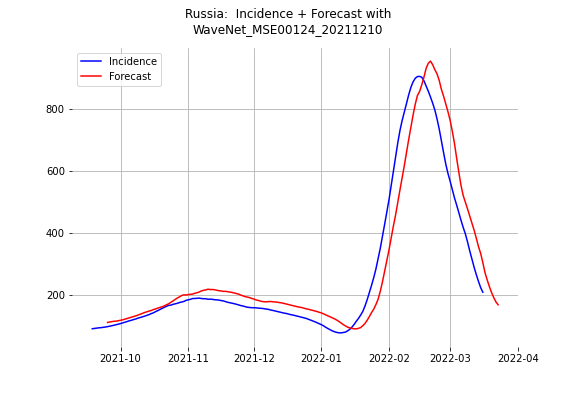 Russia:  Incidence + Forecast with
WaveNet_MSE00124_20211210
Incidence
Forecast
800
600
400
200
2021-10
2021-11
2021-12
2022-01
2022-02
2022-03
2022-04